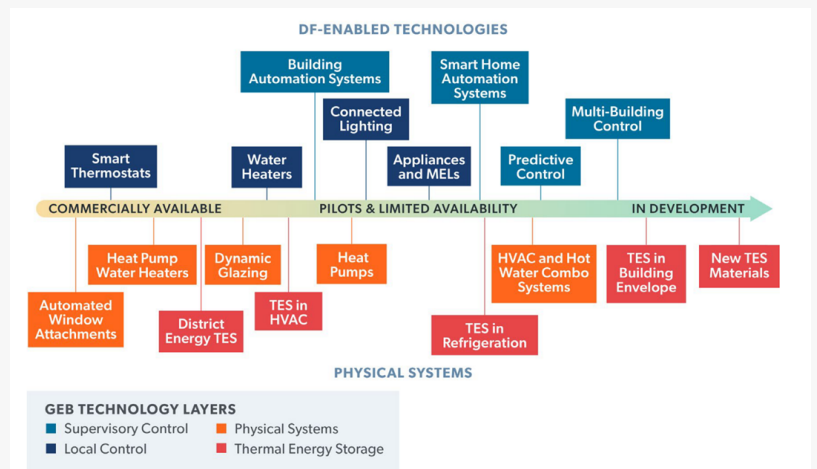 DF-ENABLED TECHNOLOGIES
Building
Automation Systems
Smart Home
Automation
Systems
Connected
Lighting
Multi-Building
Control
Smart
Thermostats
Water
Heaters
Appliances
and MELs
Predictive
Control
COMMERCIALLY AVAILABLE
PILOTS & LIMITED AVAILABILITY
IN DEVELOPMENT
Heat Pump
Water Heaters
Dynamic
Glazing
Heat
Pumps
HVAC and Hot
Water Combo
Systems
TES in
Building
Envelope
New TES
Materials
Automated
Window
Attachments
District
Energy TES
TES in
HVAC
TES in
Refrigeration
PHYSICAL SYSTEMS
GEB TECHNOLOGY LAYERS
Supervisory Control
Physical Systems
Local Control
Thermal Energy Storage